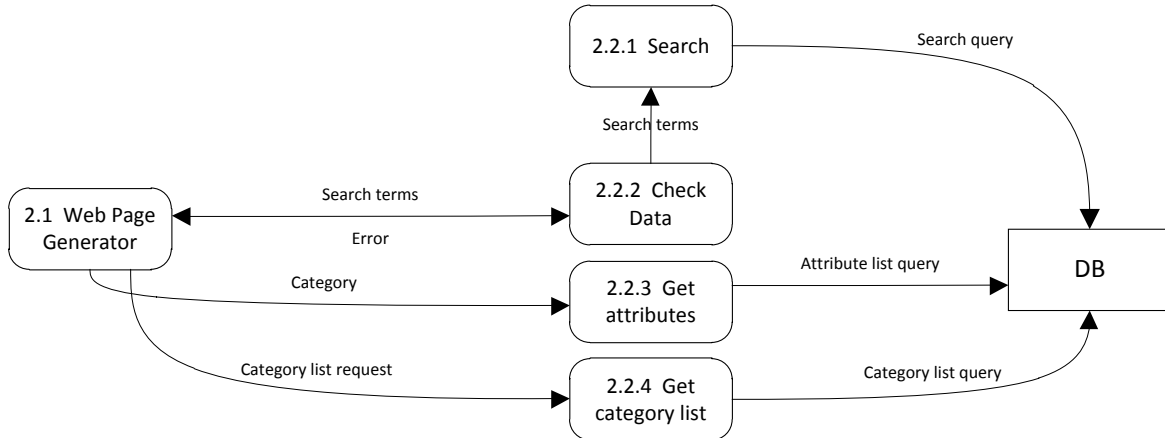 2.2.1 Search
Search query
Search terms
2.2.2 Check
Data
Search terms
2.1 Web Page
Generator
Error
DB
Category
2.2.3 Get
attributes
Attribute list query
Category list request
2.2.4 Get
category list
Category list query